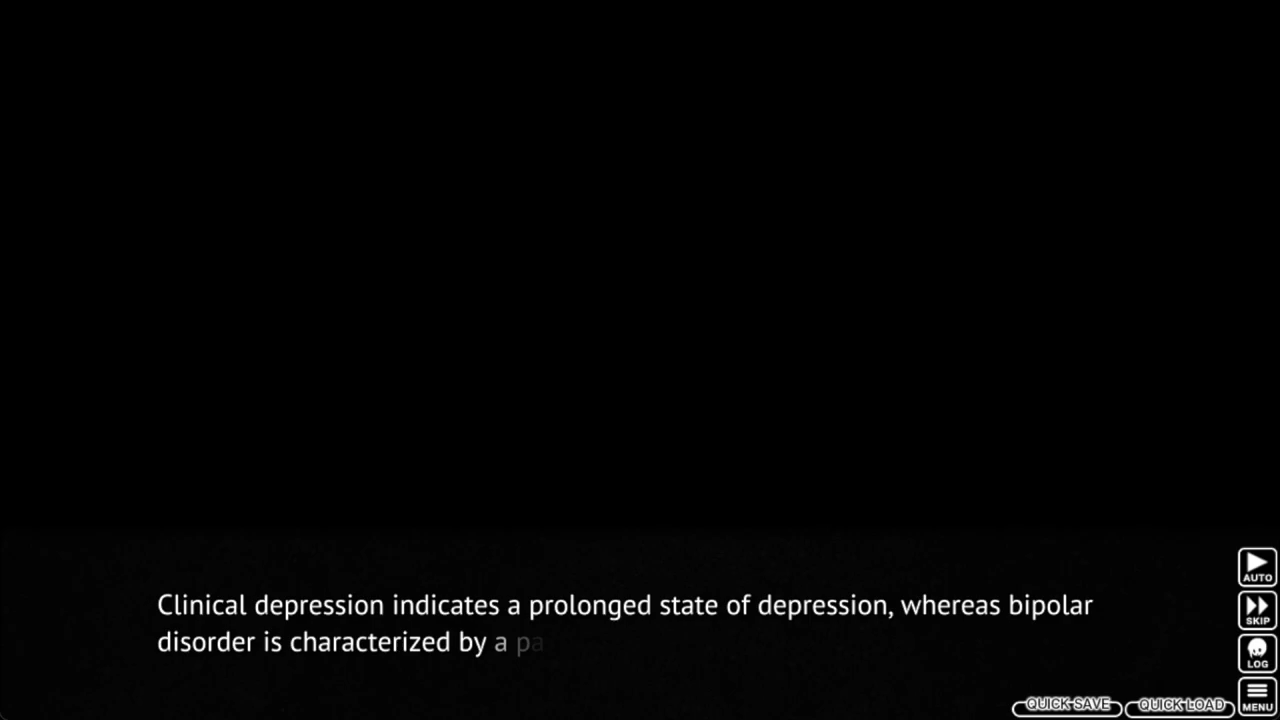 Clinical depression indicates a prolonged state of depression, whereas bipolar
disorder is characterized by a pa
AUTO
SKIP
LOG
MENU
QUICK SAVE QUICK LOAD